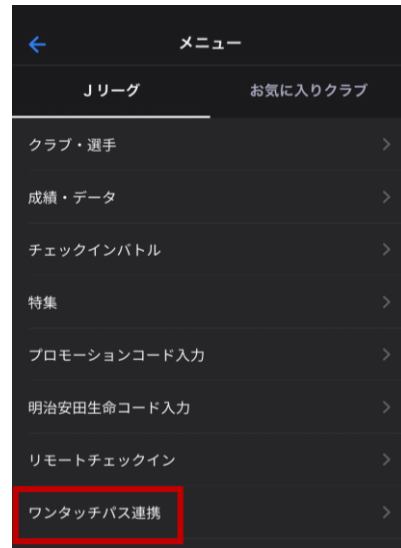 メニュー
Jリーグ
お気に入りクラブ
クラブ・選手
成績・データ
チェックインバトル
特集
プロモーションコード入力
明治安田生命コード入力
リモートチェックイン
ワンタッチパス連携